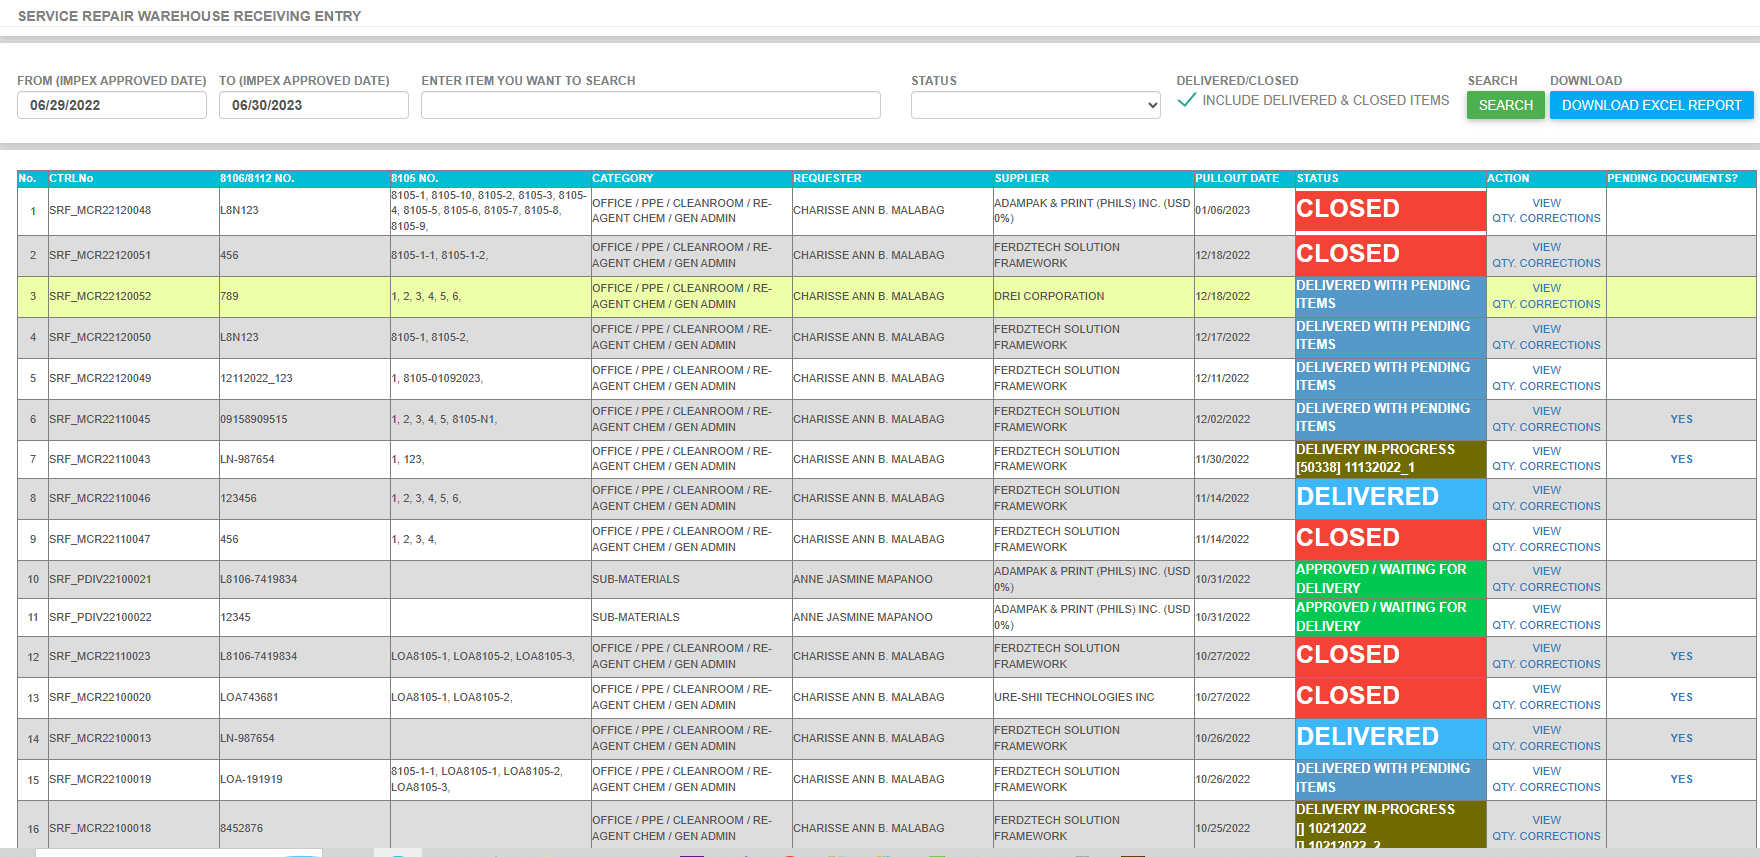 SERVICE REPAIR WAREHOUSE RECEIVING ENTRY
FROM (IMPEX APPROVED DATE) TO (IMPEX APPROVED DATE) ENTER ITEM YOU WANT TO SEARCH STATUS DELIVERED/CLOSED SEARCH DOWNLOAD
06/29/2022 06/30/2023 INCLUDE DELIVERED & CLOSED ITEMS SEARCH DOWNLOAD EXCEL REPORT
No. CTRLNo 8106/8112 NO. 8105 NO. CATEGORY REQUESTER SUPPLIER PULLOUT DATE STATUS ACTION PENDING DOCUMENTS?
1 SRF_MCR22120048 L8N123 8105-1, 8105-10, 8105-2, 8105-3, 8105-
4, 8105-5, 8105-6, 8105-7, 8105-8,
8105-9, OFFICE / PPE / CLEANROOM / RE-
AGENT CHEM / GEN ADMIN CHARISSE ANN B. MALABAG ADAMPAK & PRINT (PHILS) INC. (USD
0%) 01/06/2023 CLOSED VIEW
QTY. CORRECTIONS
2 SRF_MCR22120051 456 8105-1-1, 8105-1-2, OFFICE / PPE / CLEANROOM / RE-
AGENT CHEM / GEN ADMIN CHARISSE ANN B. MALABAG FERDZTECH SOLUTION
FRAMEWORK 12/18/2022 CLOSED VIEW
QTY. CORRECTIONS
3 SRF_MCR22120052 789 1, 2, 3, 4, 5, 6, OFFICE / PPE / CLEANROOM / RE-
AGENT CHEM / GEN ADMIN CHARISSE ANN B. MALABAG DREI CORPORATION 12/18/2022 DELIVERED WITH PENDING
ITEMS VIEW
QTY. CORRECTIONS
4 SRF_MCR22120050 L8N123 8105-1, 8105-2, OFFICE / PPE / CLEANROOM / RE-
AGENT CHEM / GEN ADMIN CHARISSE ANN B. MALABAG FERDZTECH SOLUTION
FRAMEWORK 12/17/2022 DELIVERED WITH PENDING
ITEMS VIEW
QTY. CORRECTIONS
5 SRF_MCR22120049 12112022_123 1, 8105-01092023, OFFICE / PPE / CLEANROOM / RE-
AGENT CHEM / GEN ADMIN CHARISSE ANN B. MALABAG FERDZTECH SOLUTION
FRAMEWORK 12/11/2022 DELIVERED WITH PENDING
ITEMS VIEW
QTY. CORRECTIONS
6 SRF_MCR22110045 09158909515 1, 2, 3, 4, 5, 8105-N1, OFFICE / PPE / CLEANROOM / RE-
AGENT CHEM / GEN ADMIN CHARISSE ANN B. MALABAG FERDZTECH SOLUTION
FRAMEWORK 12/02/2022 DELIVERED WITH PENDING
ITEMS VIEW
QTY. CORRECTIONS YES
7 SRF_MCR22110043 LN-987654 1, 123, OFFICE / PPE / CLEANROOM / RE-
AGENT CHEM / GEN ADMIN CHARISSE ANN B. MALABAG FERDZTECH SOLUTION
FRAMEWORK 11/30/2022 DELIVERY IN-PROGRESS
[50338] 11132022_1 VIEW
QTY. CORRECTIONS YES
8 SRF_MCR22110046 123456 1, 2, 3, 4, 5, 6, OFFICE / PPE / CLEANROOM / RE-
AGENT CHEM / GEN ADMIN CHARISSE ANN B. MALABAG FERDZTECH SOLUTION
FRAMEWORK 11/14/2022 DELIVERED VIEW
QTY. CORRECTIONS
9 SRF_MCR22110047 456 1, 2, 3, 4, OFFICE / PPE / CLEANROOM / RE-
AGENT CHEM / GEN ADMIN CHARISSE ANN B. MALABAG FERDZTECH SOLUTION
FRAMEWORK 11/14/2022 CLOSED VIEW
QTY. CORRECTIONS
10 SRF_PDIV22100021 L8106-7419834 SUB-MATERIALS ANNE JASMINE MAPANOO ADAMPAK & PRINT (PHILS) INC. (USD
0%) 10/31/2022 APPROVED / WAITING FOR
DELIVERY VIEW
QTY. CORRECTIONS
11 SRF_PDIV22100022 12345 SUB-MATERIALS ANNE JASMINE MAPANOO ADAMPAK & PRINT (PHILS) INC. (USD
0%) 10/31/2022 APPROVED / WAITING FOR
DELIVERY VIEW
QTY. CORRECTIONS
12 SRF_MCR22110023 L8106-7419834 LOA8105-1, LOA8105-2, LOA8105-3, OFFICE / PPE / CLEANROOM / RE-
AGENT CHEM / GEN ADMIN CHARISSE ANN B. MALABAG FERDZTECH SOLUTION
FRAMEWORK 10/27/2022 CLOSED VIEW
QTY. CORRECTIONS YES
13 SRF_MCR22100020 LOA743681 LOA8105-1, LOA8105-2, OFFICE / PPE / CLEANROOM / RE-
AGENT CHEM / GEN ADMIN CHARISSE ANN B. MALABAG URE-SHII TECHNOLOGIES INC 10/27/2022 CLOSED VIEW
QTY. CORRECTIONS YES
14 SRF_MCR22100013 LN-987654 OFFICE / PPE / CLEANROOM / RE-
AGENT CHEM / GEN ADMIN CHARISSE ANN B. MALABAG FERDZTECH SOLUTION
FRAMEWORK 10/26/2022 DELIVERED VIEW
QTY. CORRECTIONS YES
15 SRF_MCR22100019 LOA-191919 8105-1-1, LOA8105-1, LOA8105-2,
LOA8105-3, OFFICE / PPE / CLEANROOM / RE-
AGENT CHEM / GEN ADMIN CHARISSE ANN B. MALABAG FERDZTECH SOLUTION
FRAMEWORK 10/26/2022 DELIVERED WITH PENDING
ITEMS VIEW
QTY. CORRECTIONS YES
16 SRF_MCR22100018 8452876 OFFICE / PPE / CLEANROOM / RE-
AGENT CHEM / GEN ADMIN CHARISSE ANN B. MALABAG FERDZTECH SOLUTION
FRAMEWORK 10/25/2022 DELIVERY IN-PROGRESS
[] 10212022
[] 10212022_2 VIEW
QTY. CORRECTIONS